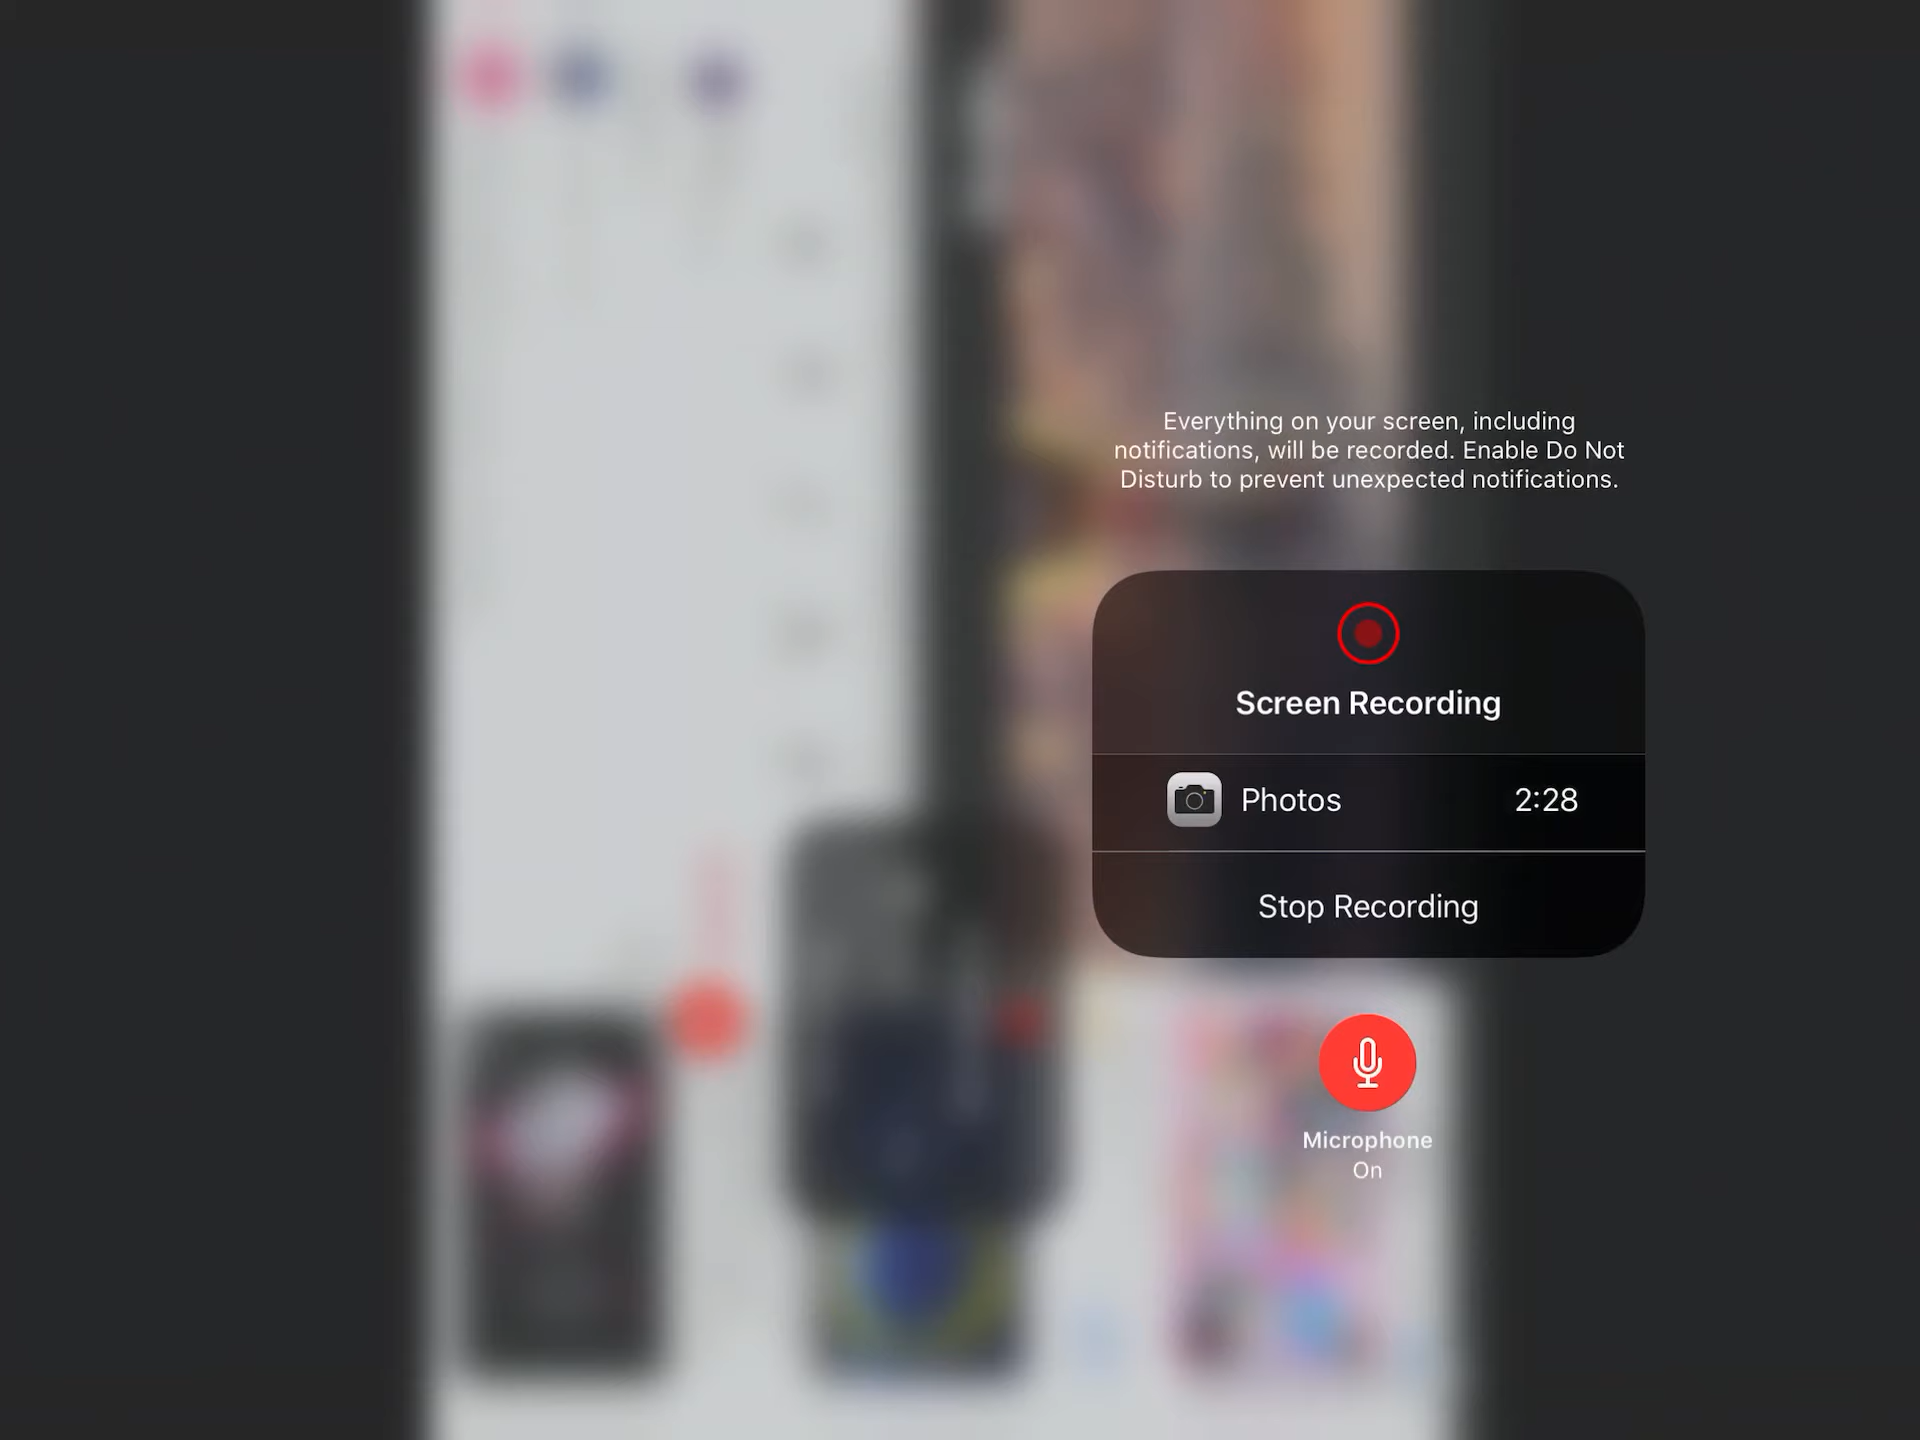 Everything on your screen, including
notifications, will be recorded. Enable Do Not
Disturb to prevent unexpected notifications.
Screen Recording
Photos 2:28
Stop Recording
Microphone
On